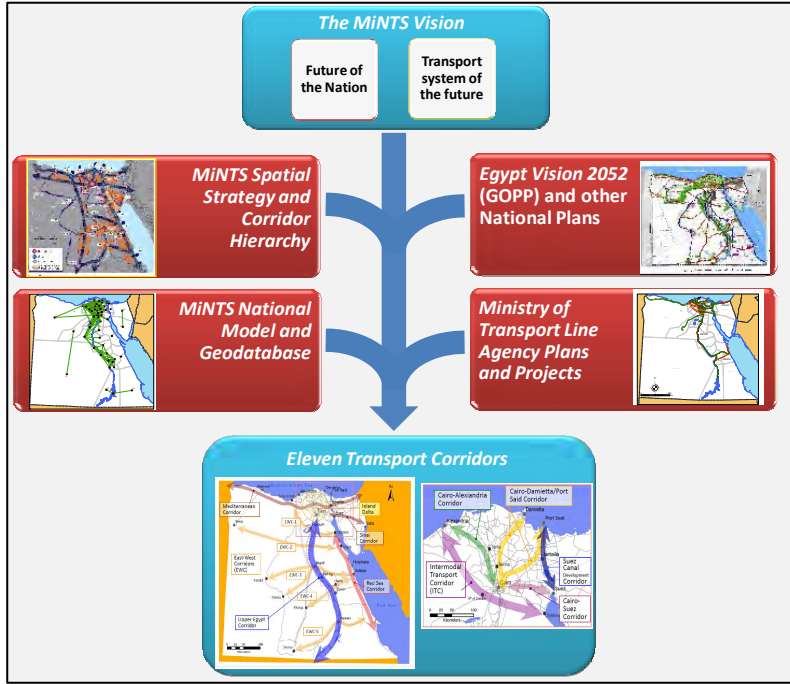 The MiNTS Vision
Future of
the Nation
Transport
system of
the future
MiNTS Spatial
Strategy and
Corridor
Hierarchy
Egypt Vision 2052
(GOPP) and other
National Plans
MiNTS National
Model and
Geodatabase
Ministry of
Transport Line
Agency Plans
and Projects
Eleven Transport Corridors
Mediterranean
Corridor
Inland
Delta
EWC-1
Sinai
Corridor
EWC-2
East-West
Corridors
(EWC)
EWC-3
Red Sea
Corridor
EWC-4
Upper Egypt
Corridor
EWC-5
Red Sea
Cairo-Alexiandria
Corridor
Cairo-Damietta/Port
Said Corridor
Damietta
Port Said
Alexandria
Intermodal
Transport
Corridor (ITC)
Suez
Canal
Development
Corridor
Cairo-
Suez
Corridor
Kilometers